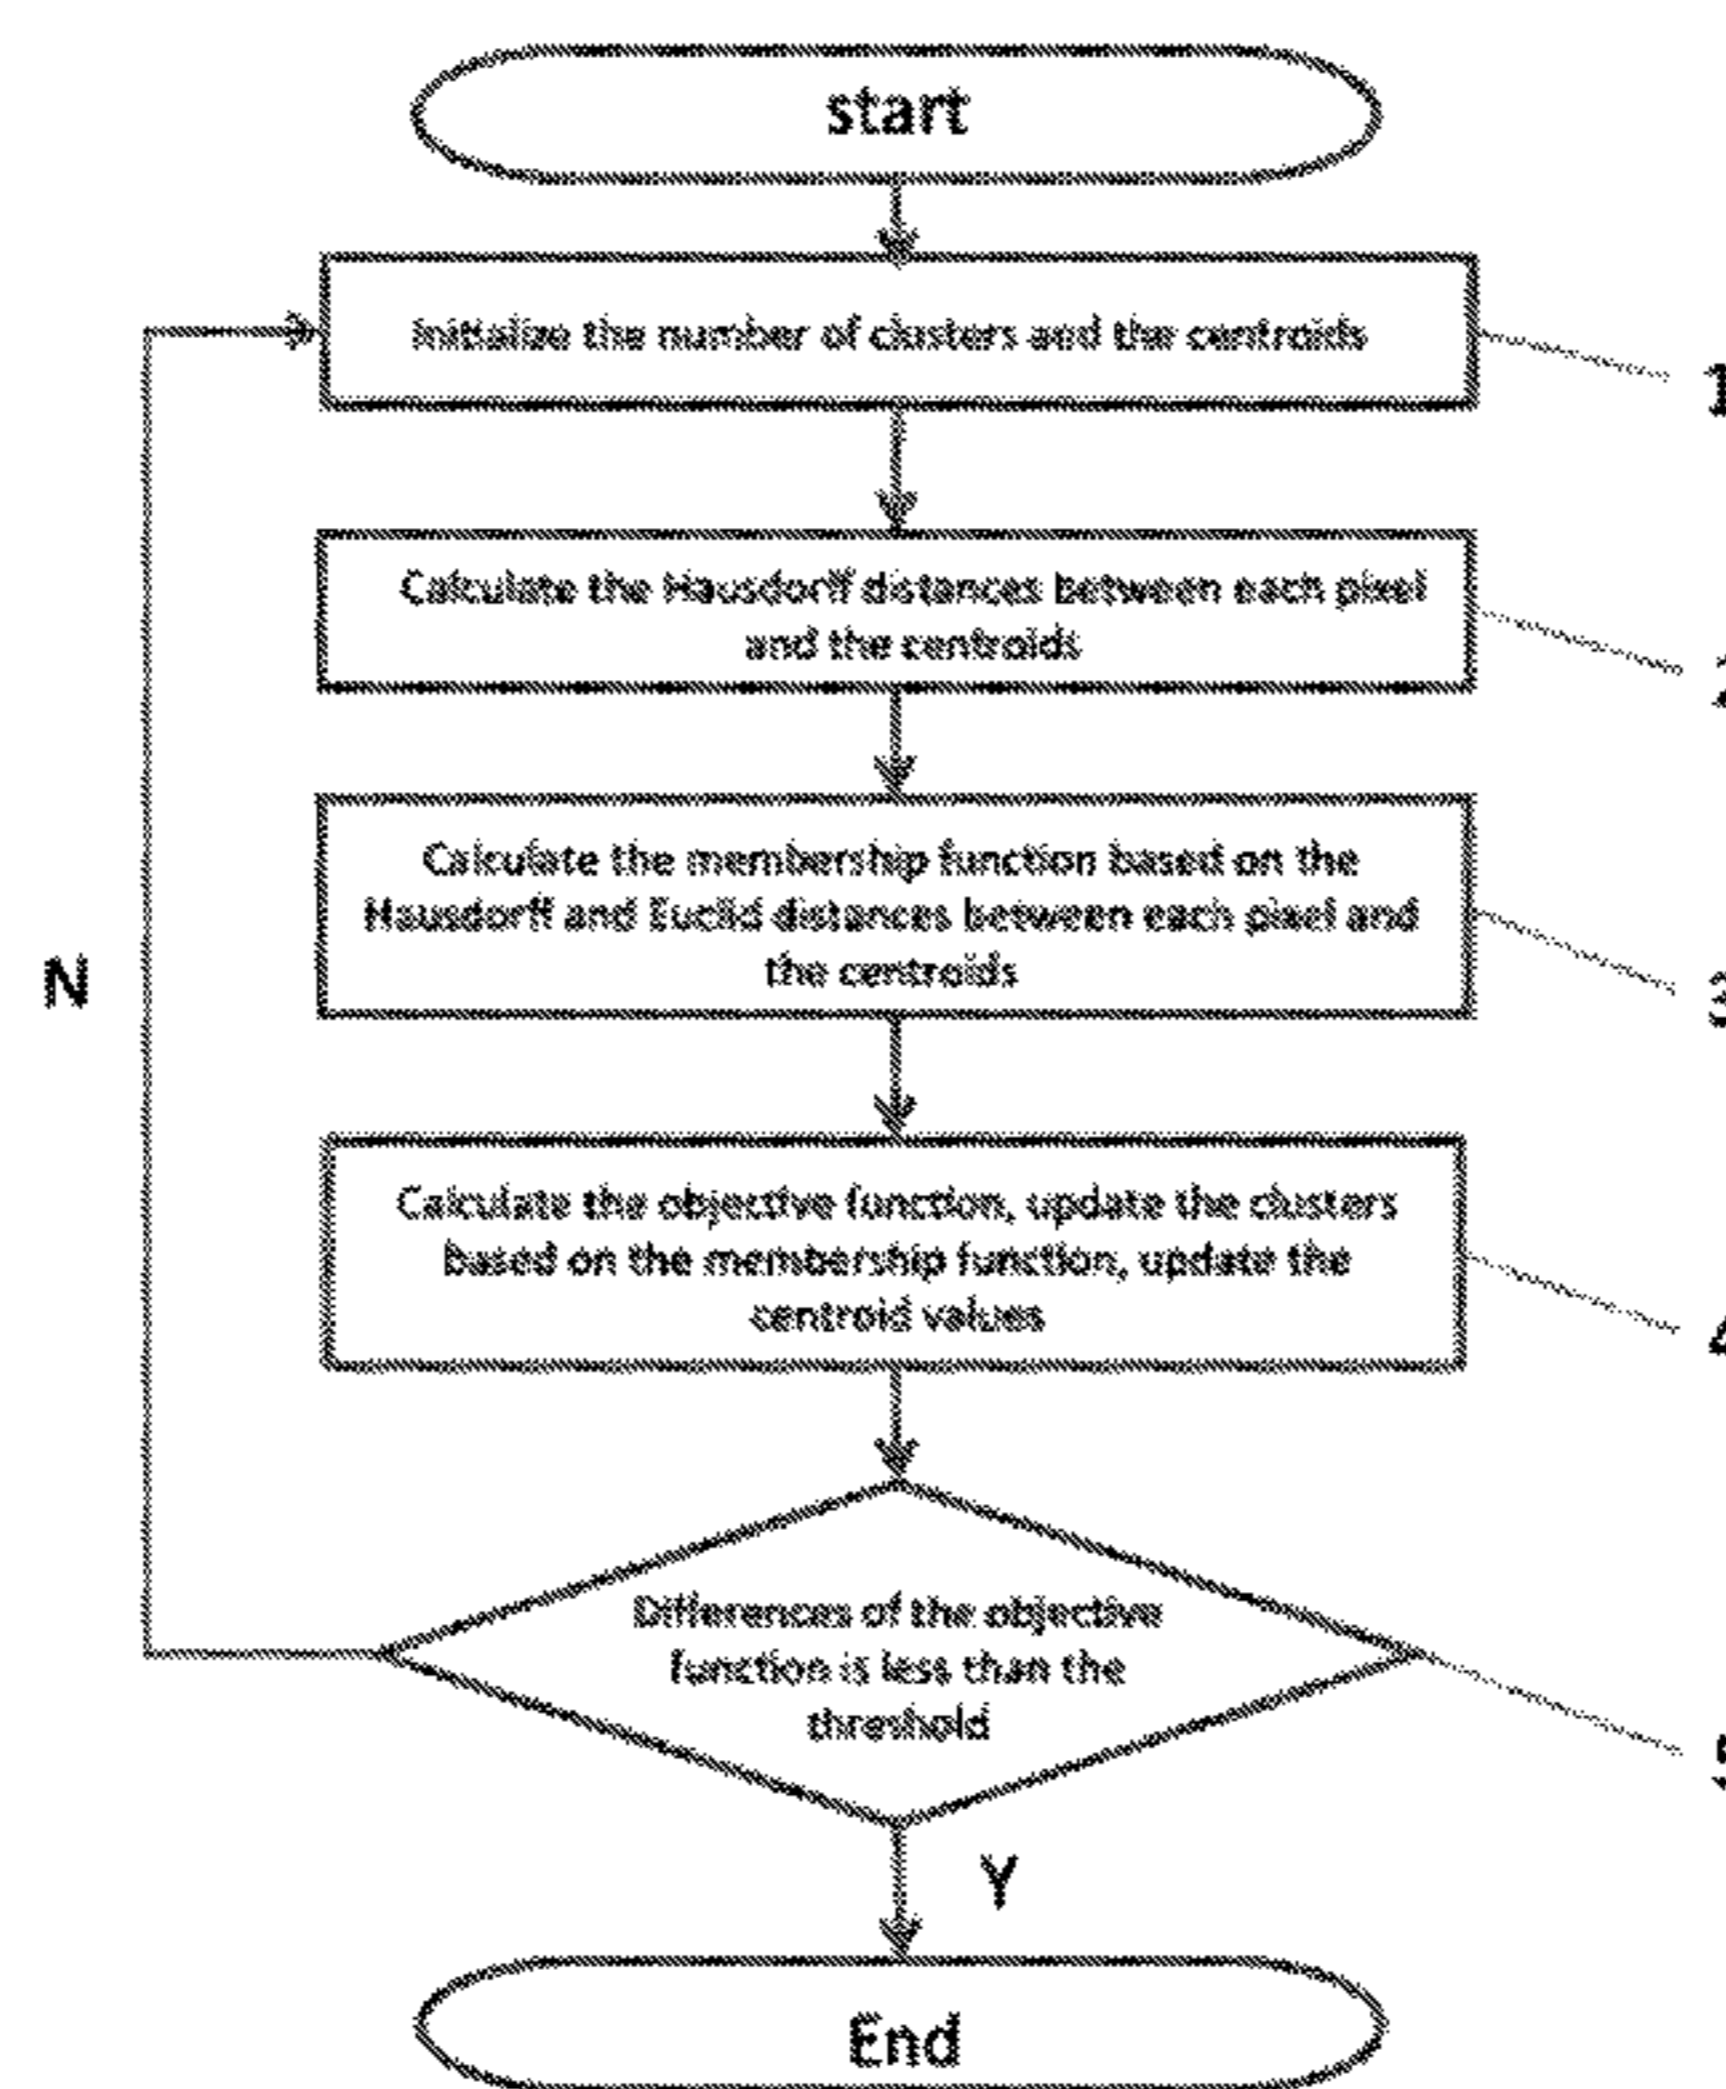 start
Initialize the number of clusters and the centroids
1
Calculate the Hausdorff distances between each pixel
and the centroids
Calculate the membership function based on the
Hausdorff and Euclid distances between each pixel and
the centroids
N
Calculate the objective function, update the clusters
based on the membership function, update the
centroid values
Differences of the objective
function is less than the
threshold
Y
End